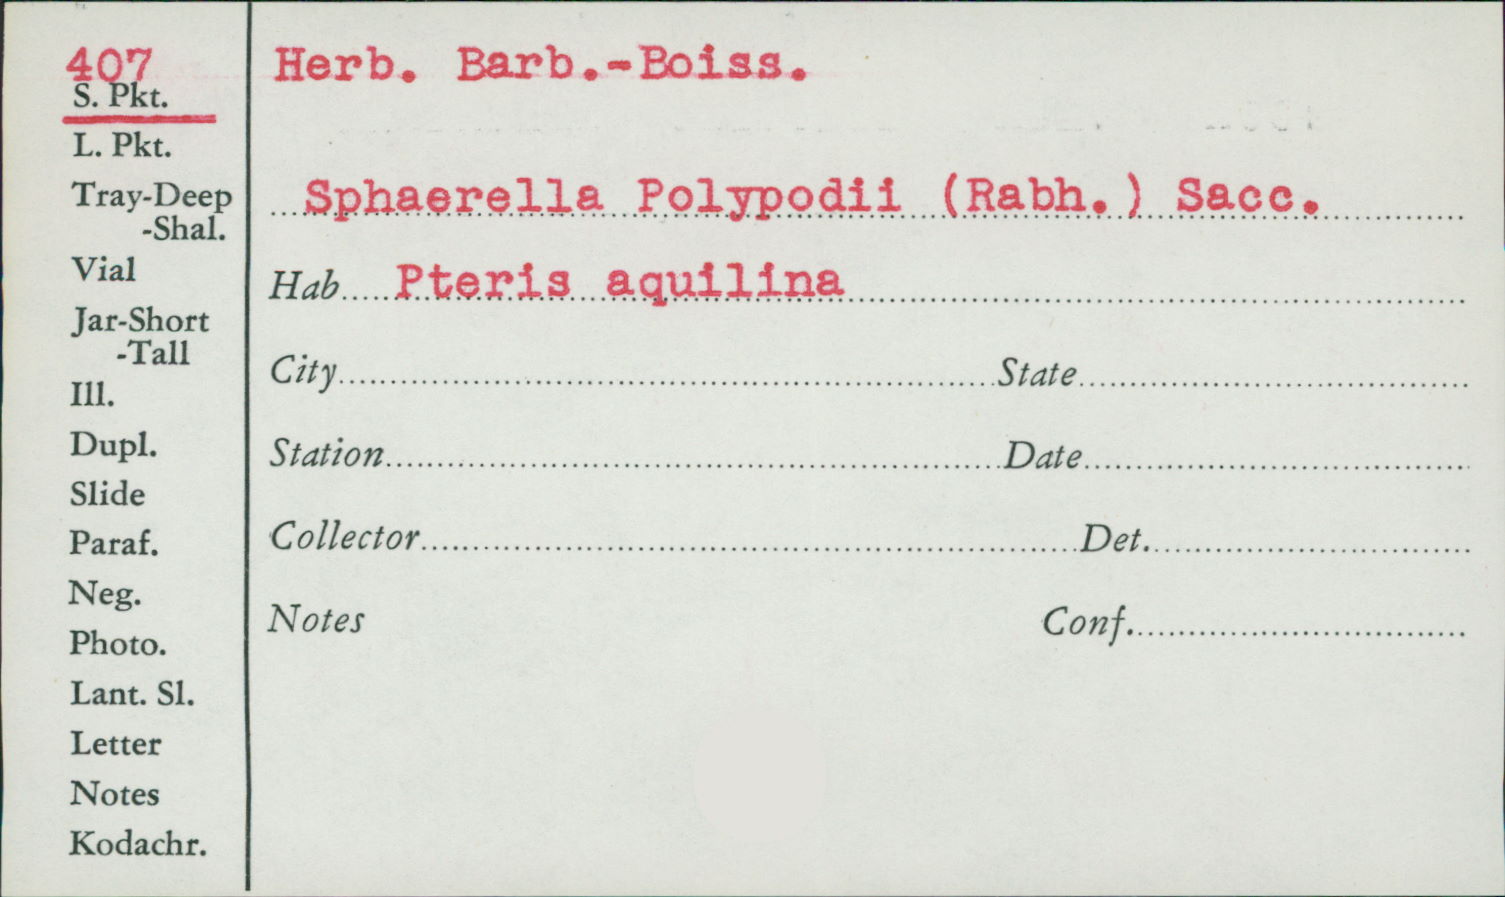 407
S. Pkt.
L. Pkt.
Tray-Deep
-Shal.
Vial
Jar-Short
-Tall
Ill.
Dupl.
Slide
Paraf.
Neg.
Photo.
Lant. Sl.
Letter
Notes
Kodachr.
Herb. Barb.-Boiss.
Sphaerella Polypodii (Rabh.) Sacc.
Hab. Pteris aquilina
City State
Station Date
Collector Det.
Notes Conf.